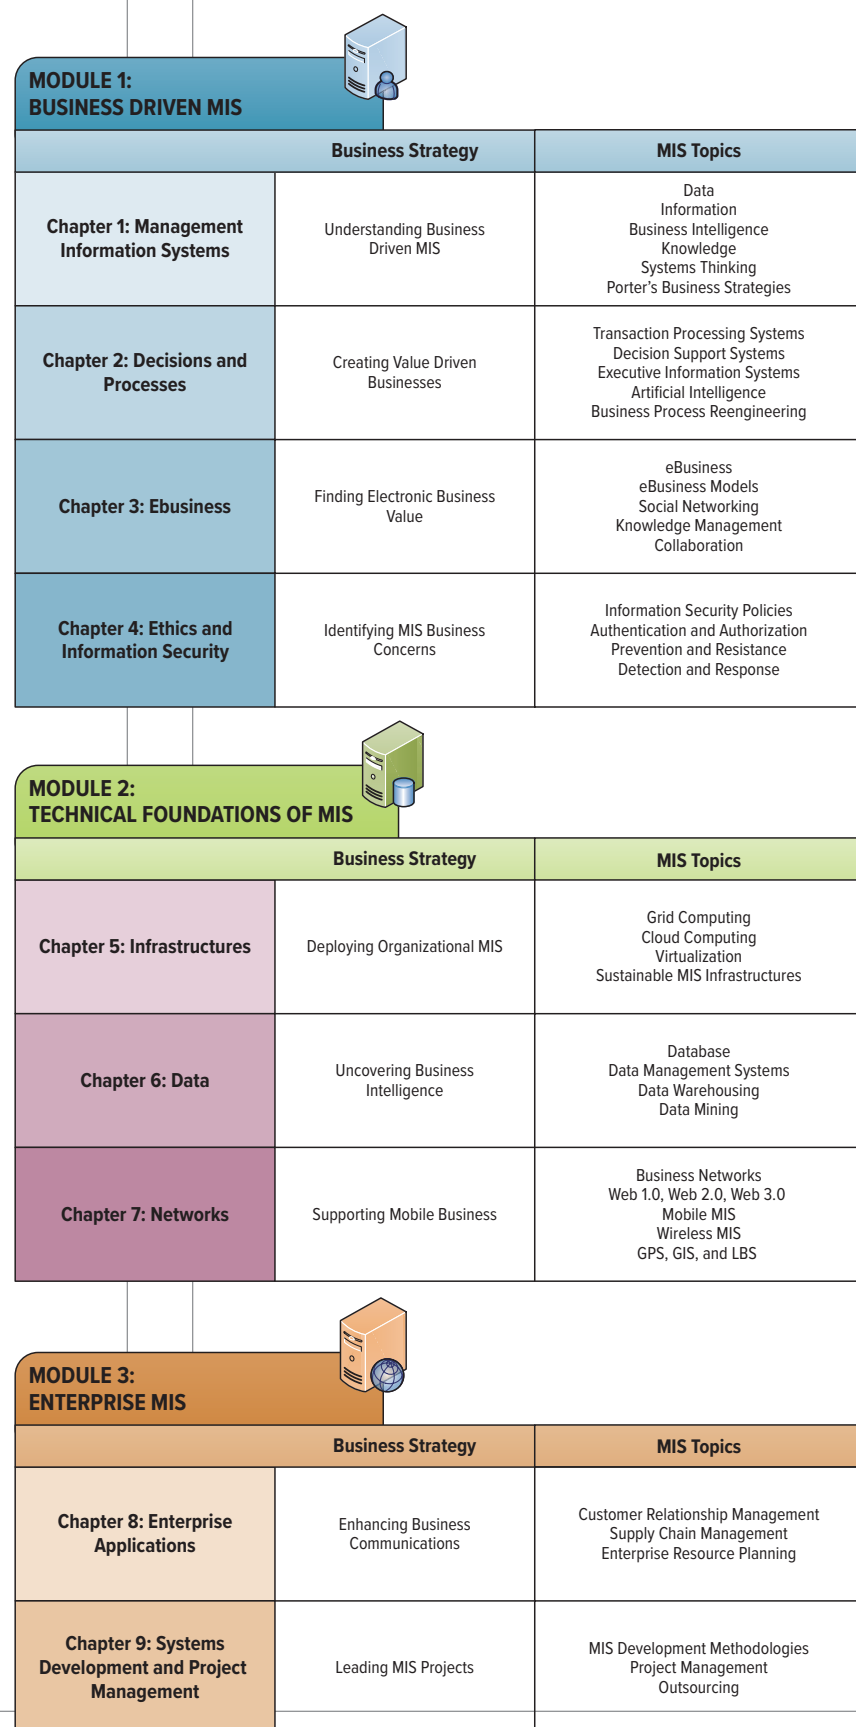 MODULE 1:
BUSINESS DRIVEN MIS
Business Strategy
MIS Topics
Chapter 1: Management
Information Systems
Understanding Business
Driven MIS
Data
Information
Business Intelligence
Knowledge
Systems Thinking
Porter's Business Strategies
Chapter 2: Decisions and
Processes
Creating Value Driven
Businesses
Transaction Processing Systems
Decision Support Systems
Executive Information Systems
Artificial Intelligence
Business Process Reengineering
Chapter 3: Ebusiness
Finding Electronic Business
Value
eBusiness
eBusiness Models
Social Networking
Knowledge Management
Collaboration
Chapter 4: Ethics and
Information Security
Identifying MIS Business
Concerns
Information Security Policies
Authentication and Authorization
Prevention and Resistance
Detection and Response
MODULE 2:
TECHNICAL FOUNDATIONS OF MIS
Business Strategy
MIS Topics
Chapter 5: Infrastructures
Deploying Organizational MIS
Grid Computing
Cloud Computing
Virtualization
Sustainable MIS Infrastructures
Chapter 6: Data
Uncovering Business
Intelligence
Database
Data Management Systems
Data Warehousing
Data Mining
Chapter 7: Networks
Supporting Mobile Business
Business Networks
Web 1.0, Web 2.0, Web 3.0
Mobile MIS
Wireless MIS
GPS, GIS, and LBS
MODULE 3:
ENTERPRISE MIS
Business Strategy
MIS Topics
Chapter 8: Enterprise
Applications
Enhancing Business
Communications
Customer Relationship Management
Supply Chain Management
Enterprise Resource Planning
Chapter 9: Systems
Development and Project
Management
Leading MIS Projects
MIS Development Methodologies
Project Management
Outsourcing